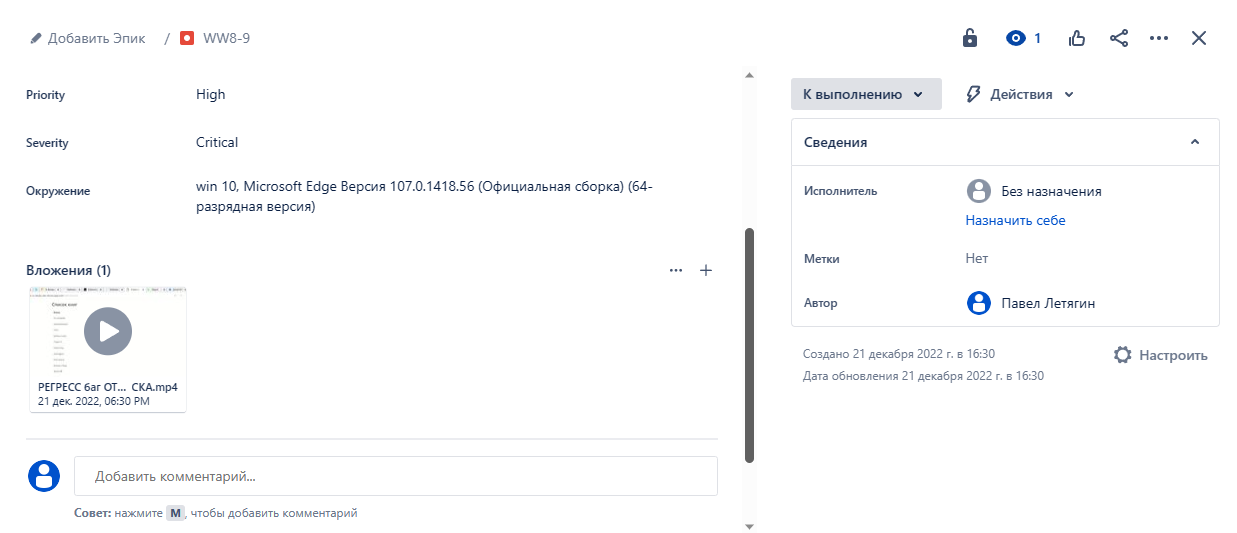 Добавить Эпик / WW8-9
1
Priority High
Severity Critical
Окружение win 10, Microsoft Edge Версия 107.0.1418.56 (Официальная сборка) (64-
разрядная версия)
Вложения (1)
Список книг
РЕГРЕСС баг ОТ... СКА.mp4
21 дек. 2022, 06:30 PM
Добавить комментарий...
Совет: нажмите M, чтобы добавить комментарий
К выполнению Действия
Сведения
Исполнитель Без назначения
Назначить себе
Метки Нет
Автор Павел Летягин
Создано 21 декабря 2022 г. в 16:30
Настроить
Дата обновления 21 декабря 2022 г. в 16:30